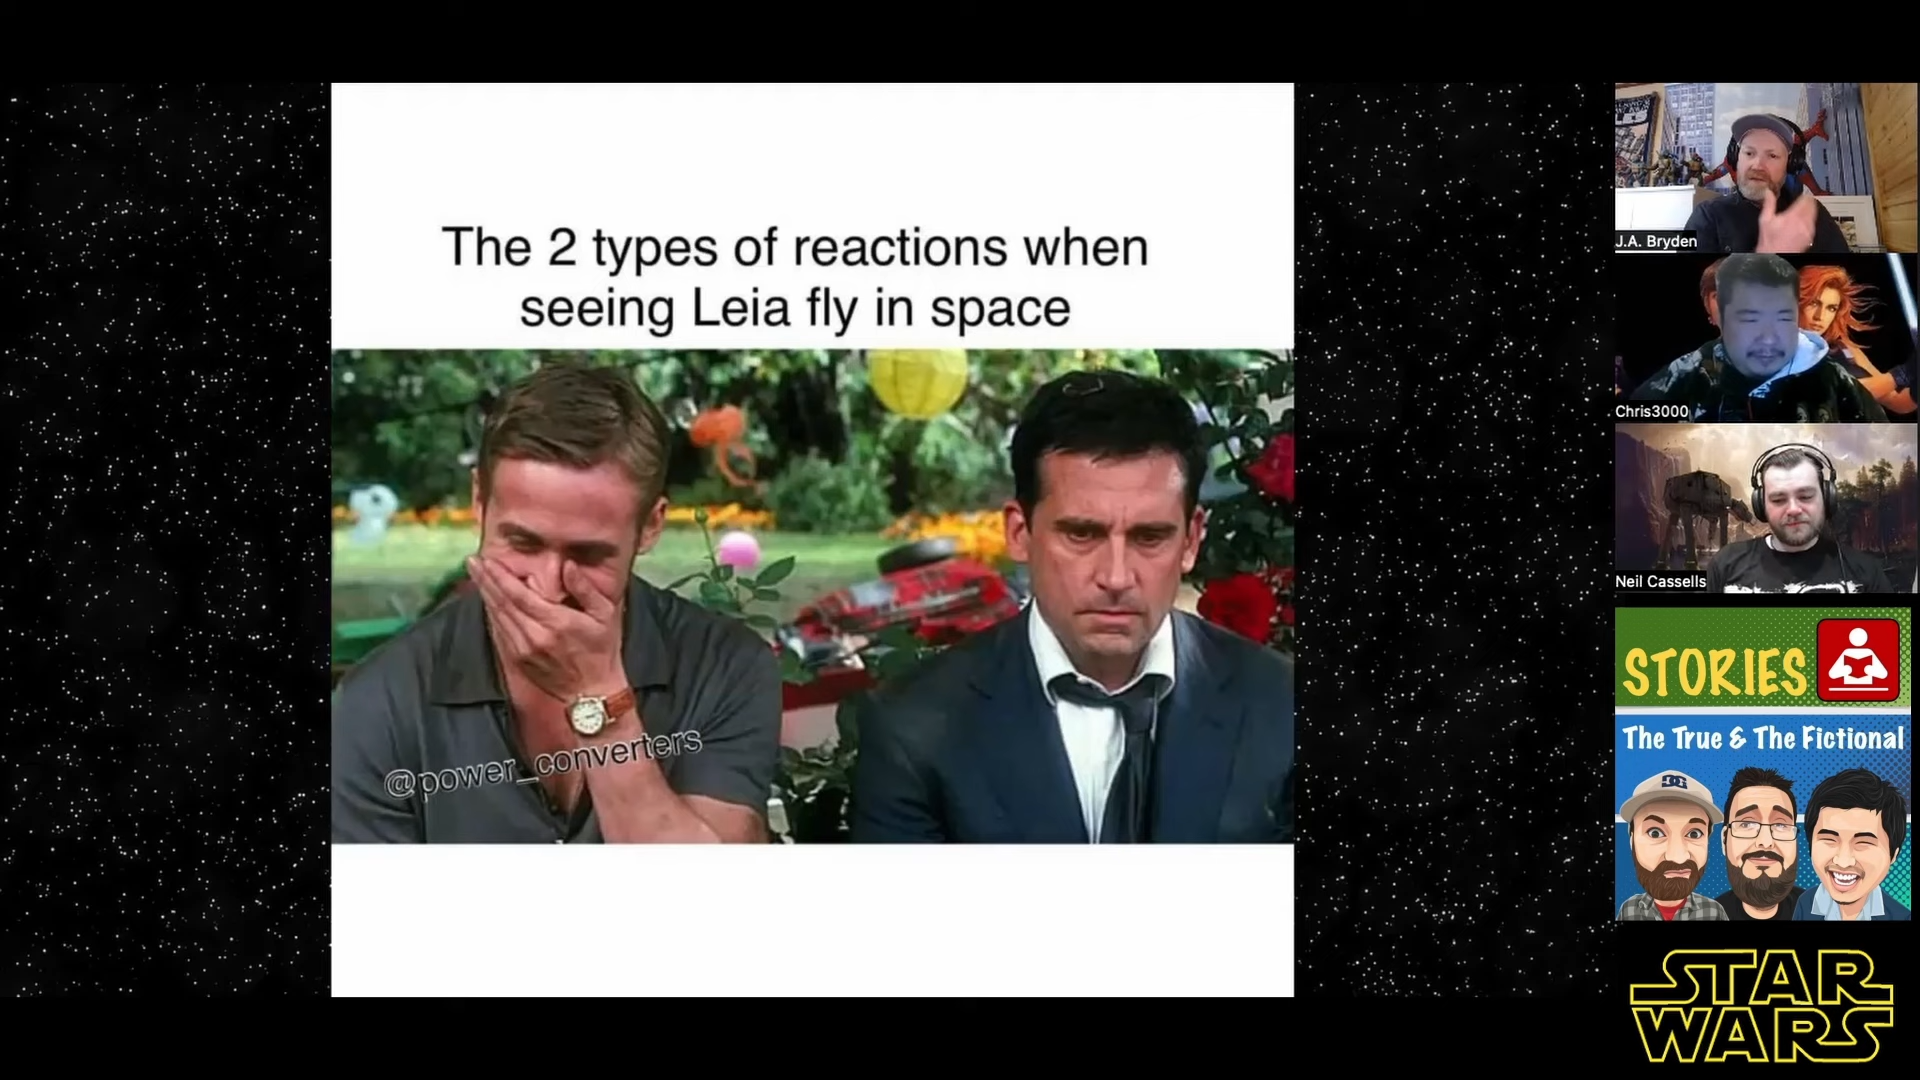 The 2 types of reactions when
seeing Leia fly in space
@power_converters
J.A. Bryden
Chris3000
Neil Cassells
STORIES
The True & The Fictional
STAR
WARS